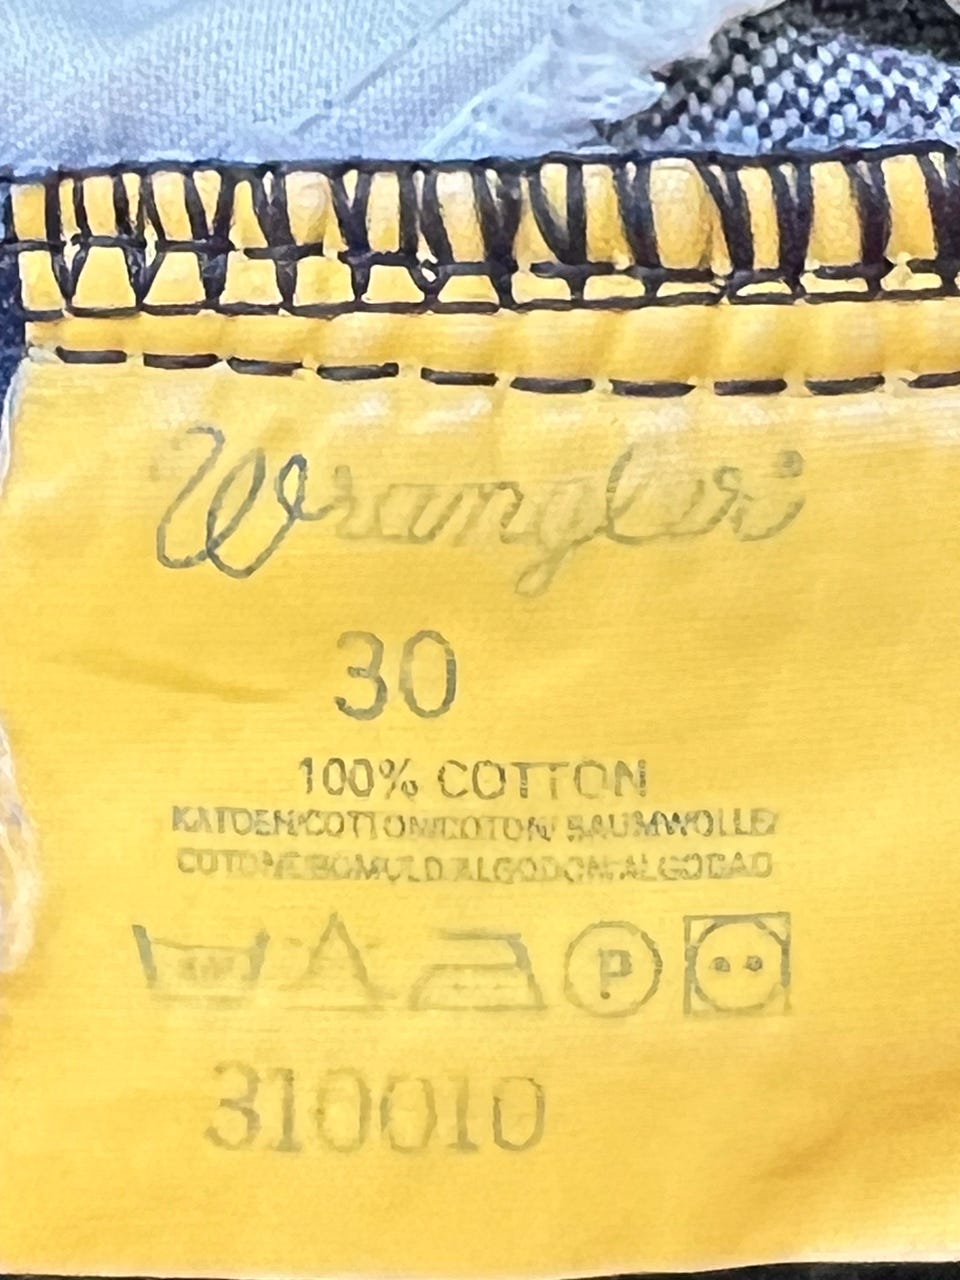 Wrangler
30
100% COTTON
KATOEN/COTTON/COTON/ BAUMWOLLE/
COTONE/BOMULD/ALGODON/ALGODAO
P
310010